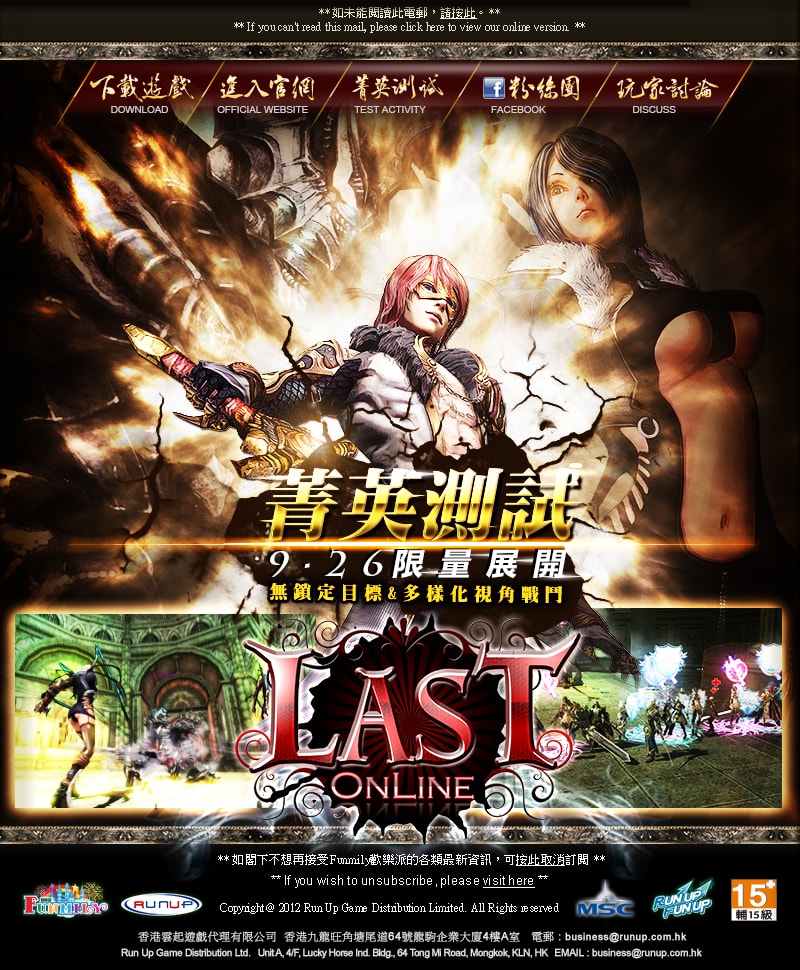 **如未能閱讀此電郵，請按此。**
** If you can't read this mail, please click here to view our online version. **
下載遊戲 進入官網 菁英測試 f 粉絲團 玩家討論
DOWNLOAD OFFICIAL WEBSITE TEST ACTIVITY FACEBOOK DISCUSS
菁英測試
9.26限量展開
無鎖定目標&多樣化視角戰鬥
LAST
ONLINE
** 如閣下不想再接受Funmily歡樂派的各類最新資訊，可按此取消訂閱 **
** If you wish to unsubscribe, please visit here **
FUNMILY RUNUP Copyright@ 2012 Run Up Game Distribution Limited. All Rights reserved MSC RUN UP FUN UP 15+ 輔15級
香港雲起遊戲代理有限公司 香港九龍旺角塘尾道64號龍駒企業大廈4樓A室 電郵：business@runup.com.hk
Run Up Game Distribution Ltd. Unit A, 4/F, Lucky Horse Ind. Bldg., 64 Tong Mi Road, Mongkok, KLN, HK EMAIL : business@runup.com.hk